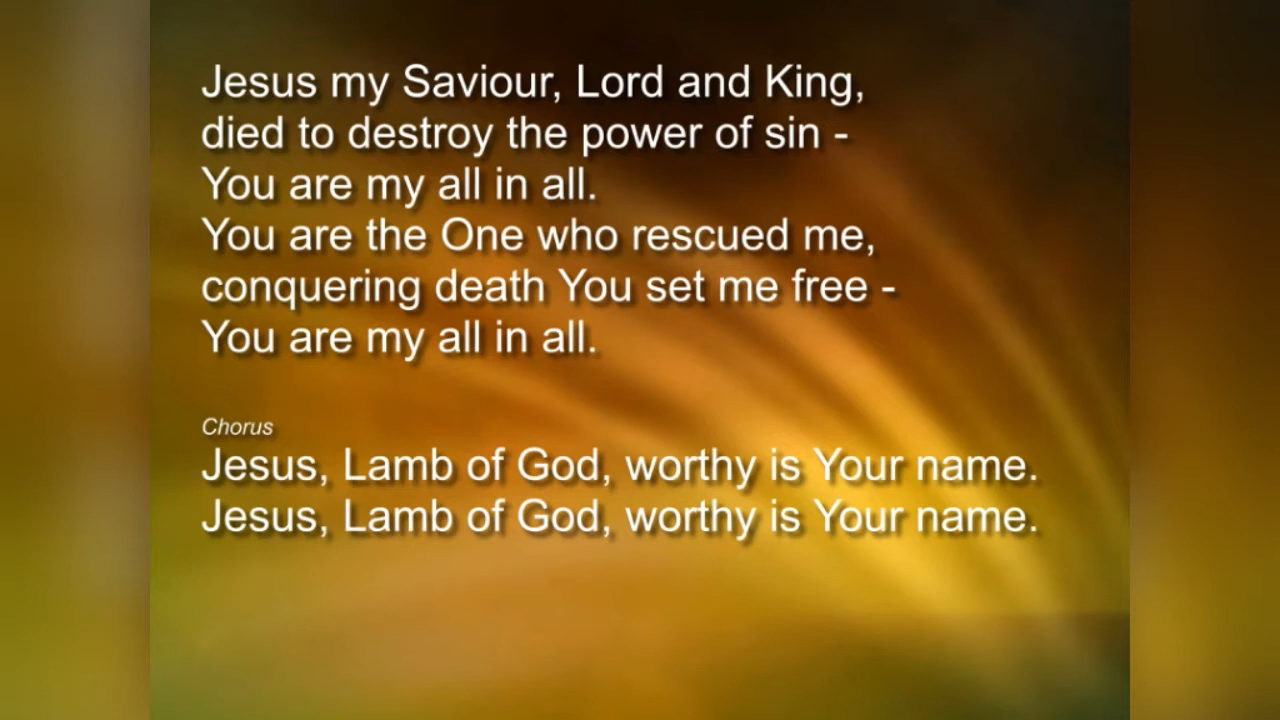 Jesus my Saviour, Lord and King,
died to destroy the power of sin -
You are my all in all.
You are the One who rescued me,
conquering death You set me free -
You are my all in all.
Chorus
Jesus, Lamb of God, worthy is Your name.
Jesus, Lamb of God, worthy is Your name.